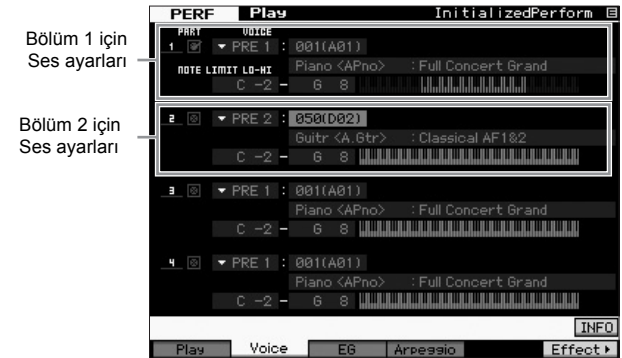 PERF Play InitializedPerform
PART VOICE
Bölüm 1 için
Ses ayarları
1 PRE 1 : 001(A01)
Piano <APno> : Full Concert Grand
NOTE LIMIT LO-HI
C -2 - G 8
Bölüm 2 için
Ses ayarları
2 PRE 2 : 050(D02)
Guitr <A.Gtr> : Classical AF1&2
C -2 - G 8
3 PRE 1 : 001(A01)
Piano <APno> : Full Concert Grand
C -2 - G 8
4 PRE 1 : 001(A01)
Piano <APno> : Full Concert Grand
C -2 - G 8
INFO
Play Voice EG Arpeggio Effect